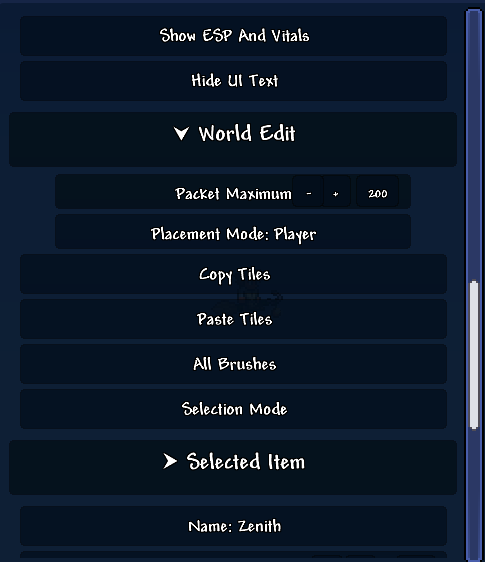 Show ESP And Vitals
Hide UI Text
World Edit
Packet Maximum - + 200
Placement Mode: Player
Copy Tiles
Paste Tiles
All Brushes
Selection Mode
Selected Item
Name: Zenith